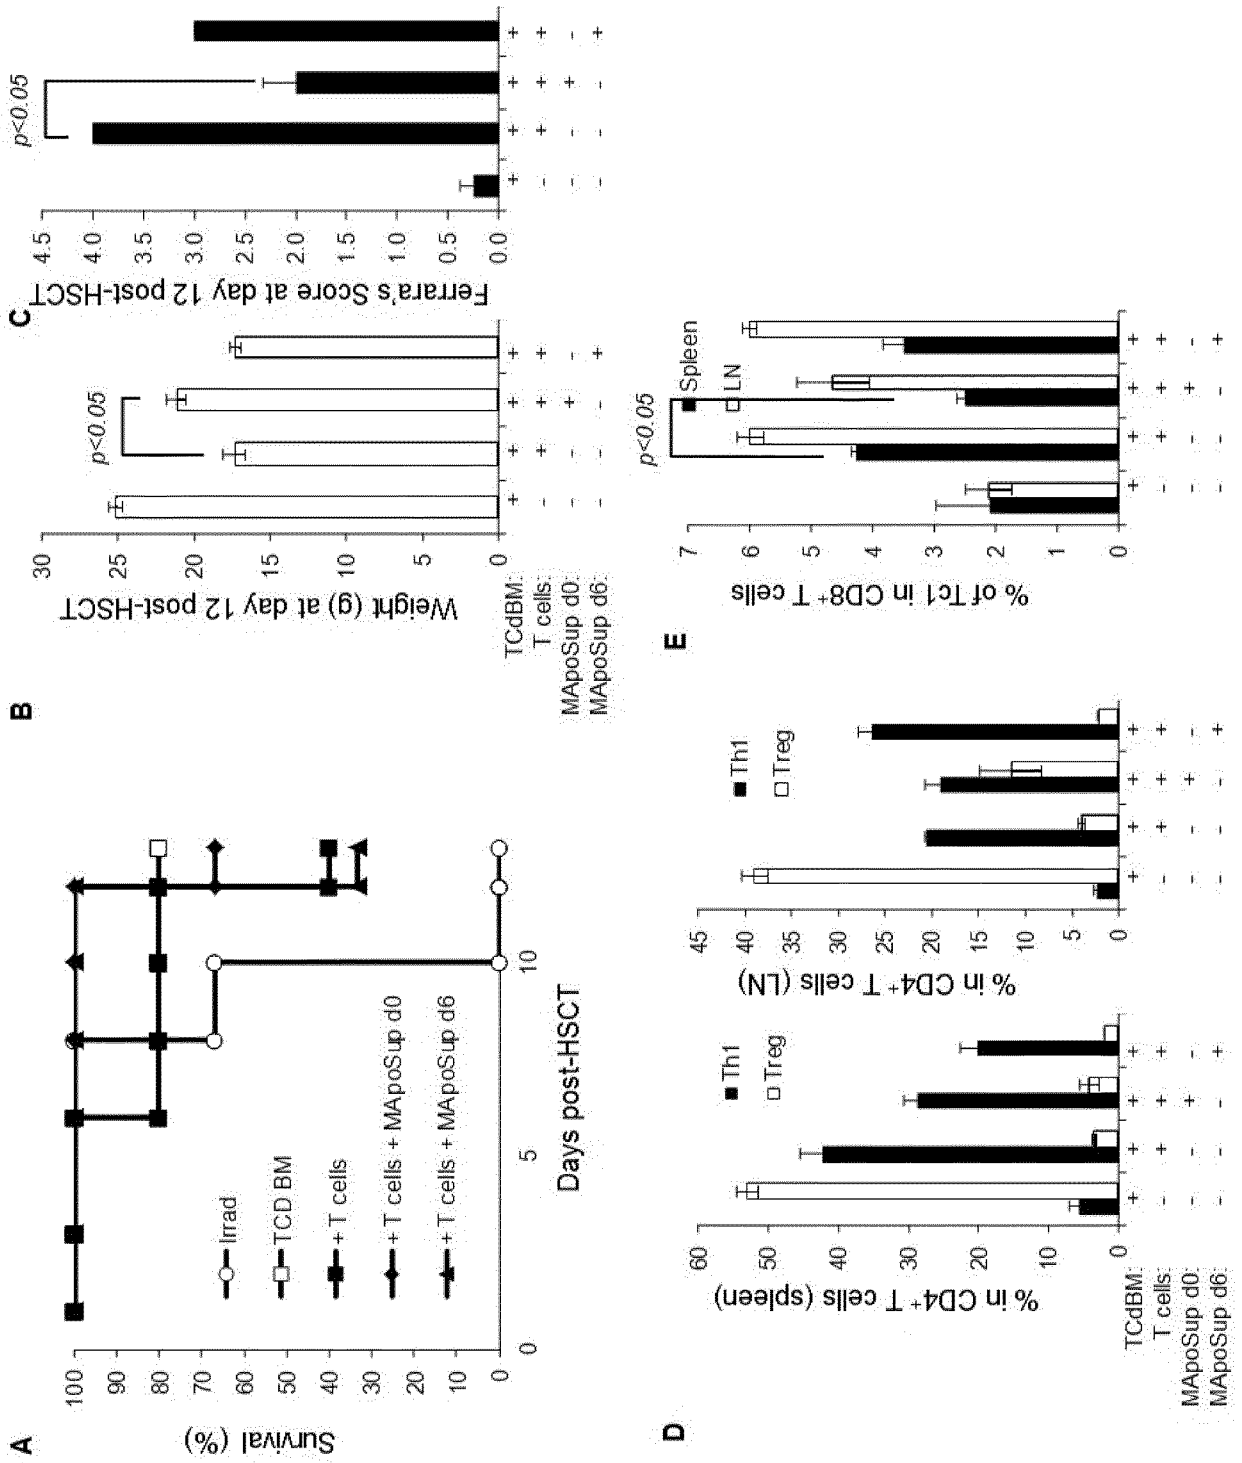 A
Survival (%)
100
90
80
70
60
50
40
30
20
10
0
0
5
10
Days post-HSCT
Irrad
TCD BM
+ T cells
+ T cells + MApoSup d0
+ T cells + MApoSup d6
B
Weight (g) at day 12 post-HSCT
30
25
20
15
10
5
0
p<0.05
TCdBM: + + + +
T cells: - + + +
MApoSup d0: - - + -
MApoSup d6: - - - +
C
Ferrara's Score at day 12 post-HSCT
4.5
4.0
3.5
3.0
2.5
2.0
1.5
1.0
0.5
0.0
p<0.05
+ + + +
- + + +
- - + -
- - - +
D
% in CD4+ T cells (spleen)
60
50
40
30
20
10
0
Th1
Treg
TCdBM: + + + +
T cells: - + + +
MApoSup d0: - - + -
MApoSup d6: - - - +
% in CD4+ T cells (LN)
45
40
35
30
25
20
15
10
5
0
Th1
Treg
+ + + +
- + + +
- - + -
- - - +
E
% of Tc1 in CD8+ T cells
7
6
5
4
3
2
1
0
p<0.05
Spleen
LN
+ + + +
- + + +
- - + -
- - - +